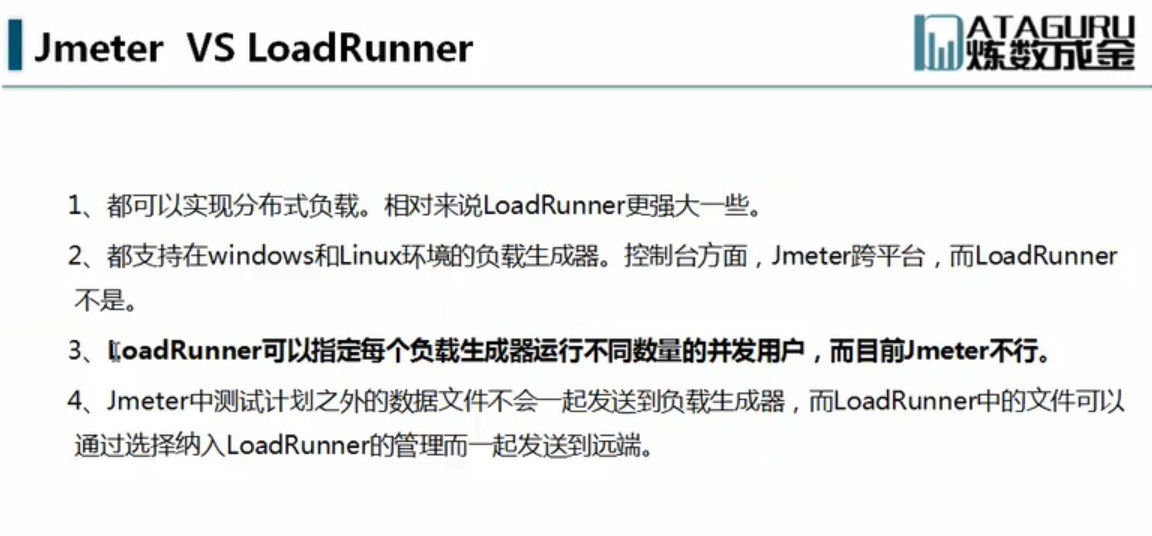 Jmeter VS LoadRunner
ATAGURU
炼数成金
1、都可以实现分布式负载。相对来说LoadRunner更强大一些。
2、都支持在windows和Linux环境的负载生成器。控制台方面，Jmeter跨平台，而LoadRunner
不是。
3、LoadRunner可以指定每个负载生成器运行不同数量的并发用户，而目前Jmeter不行。
4、Jmeter中测试计划之外的数据文件不会一起发送到负载生成器，而LoadRunner中的文件可以
通过选择纳入LoadRunner的管理而一起发送到远端。